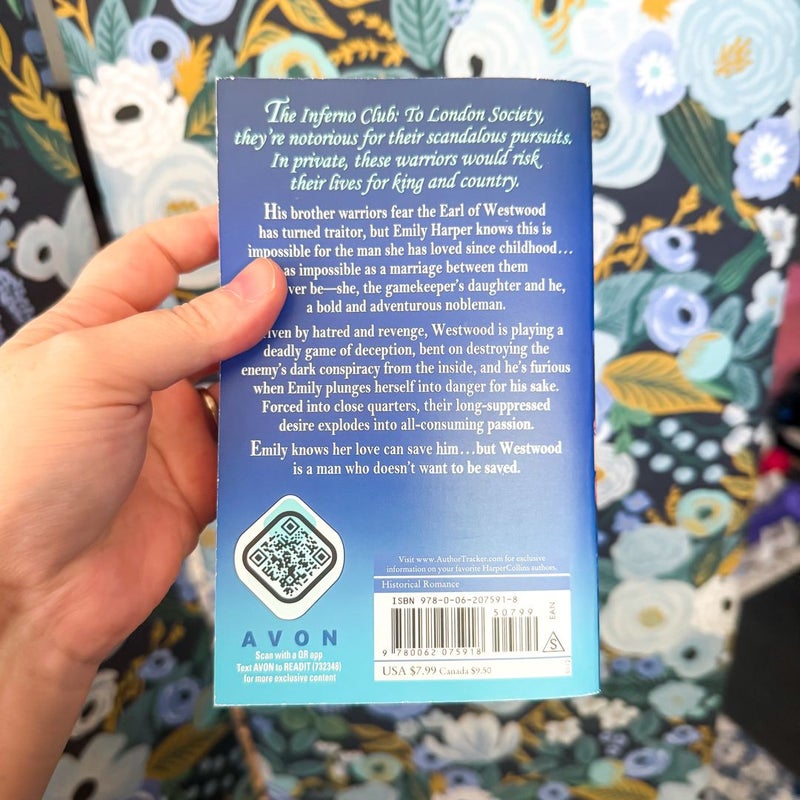 The Inferno Club: To London Society,
they're notorious for their scandalous pursuits.
In private, these warriors would risk
their lives for king and country.
His brother warriors fear the Earl of Westwood
has turned traitor, but Emily Harper knows this is
impossible for the man she has loved since childhood...
as impossible as a marriage between them
ver be—she, the gamekeeper's daughter and he,
a bold and adventurous nobleman.
iven by hatred and revenge, Westwood is playing a
deadly game of deception, bent on destroying the
enemy's dark conspiracy from the inside, and he's furious
when Emily plunges herself into danger for his sake.
Forced into close quarters, their long-suppressed
desire explodes into all-consuming passion.
Emily knows her love can save him...but Westwood
is a man who doesn't want to be saved.
Visit www.AuthorTracker.com for exclusive
information on your favorite HarperCollins authors.
Historical Romance
ISBN 978-0-06-207591-8
50799
EAN
9 780062 075918
S
USA $7.99 Canada $9.50
AVON
Scan with a QR app
Text AVON to READIT (732348)
for more exclusive content